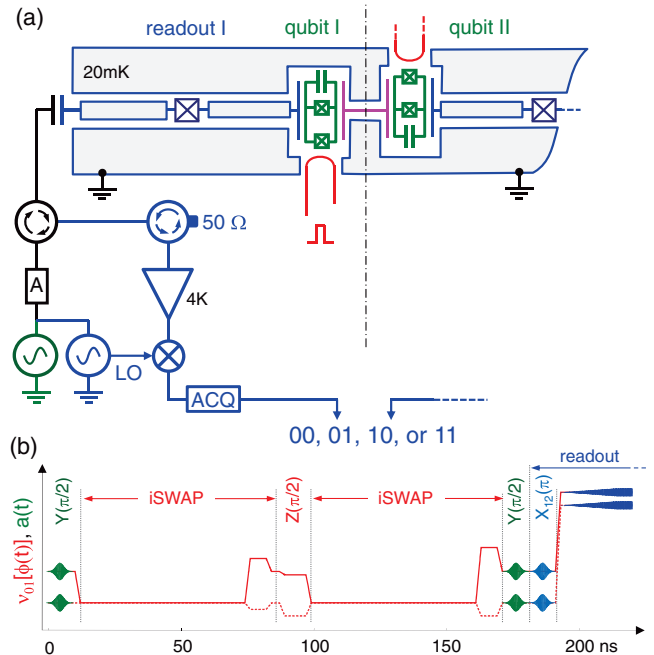 (a)
readout I
qubit I
qubit II
20mK
50 Ω
A
4K
LO
ACQ
00, 01, 10, or 11
(b)
readout
Y(π/2)
iSWAP
Z(π/2)
iSWAP
Y(π/2)
X₁₂(π)
ν₀₁[ϕ(t)], a(t)
0
50
100
150
200 ns